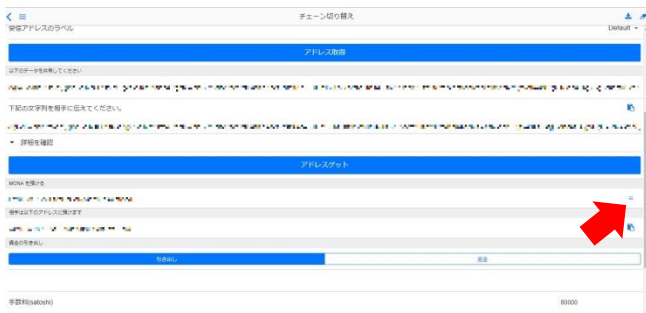 チェーン切り替え
受信アドレスのラベル Default
アドレス取得
以下のデータを共有してください
下記の文字列を相手に伝えてください。
詳細を確認
アドレスゲット
MONA を預ける
相手は以下のアドレスに預けます
資金の引き出し
引き出し 返金
手数料(satoshi) 80000